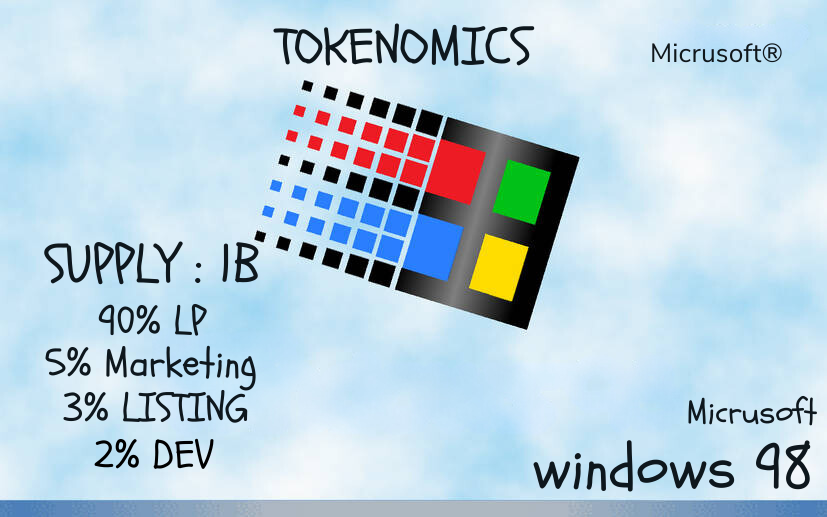 TOKENOMICS
Micrusoft®
SUPPLY : 1B
90% LP
5% Marketing
3% LISTING
2% DEV
Micrusoft
windows 98